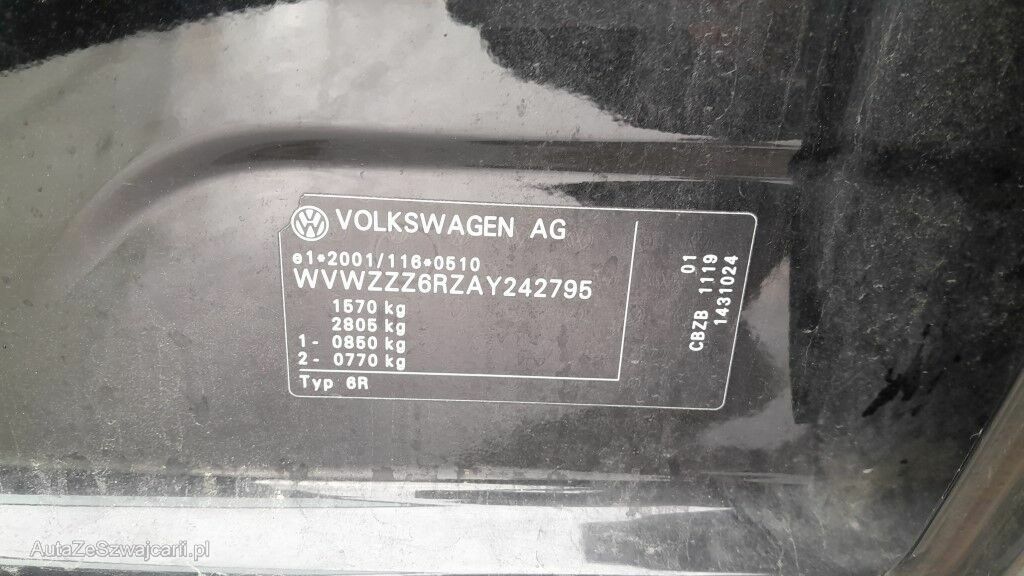 VOLKSWAGEN AG
e1*2001/116*0510
WVWZZZ6RZAY242795
1570 kg
2805 kg
1- 0850 kg
2- 0770 kg
Typ 6R
01
CBZB 1119
1431024
AutaZeSzwajcarii.pl